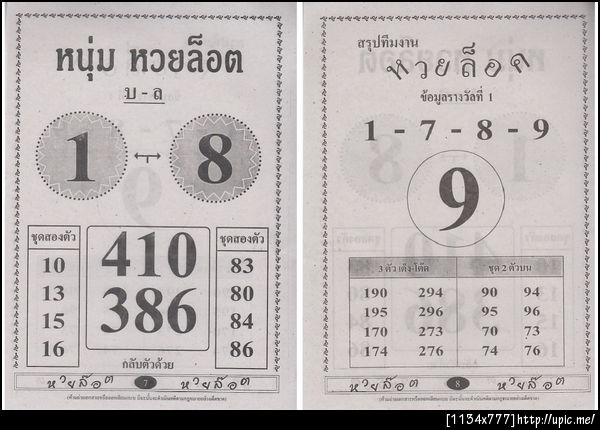 หนุ่ม หวยล็อต
บ - ล
1 ↔ 8
ชุดสองตัว
10
13
15
16
410
386
กลับตัวด้วย
ชุดสองตัว
83
80
84
86
หวยล๊อต 7 หวยล๊อต
สรุปทีมงาน
หวยล็อต
ข้อมูลรางวัลที่ 1
1 - 7 - 8 - 9
9
3 ตัว เต็ง-โต๊ด ชุด 2 ตัวบน
190 294 90 94
195 296 95 96
170 273 70 73
174 276 74 76
หวยล๊อต 8 หวยล๊อต
[1134x777]http://upic.me/